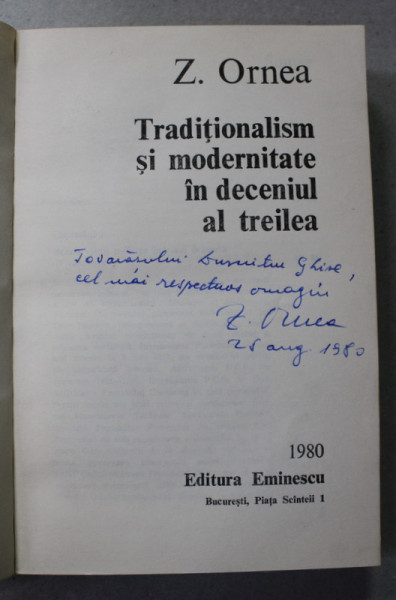 Z. Ornea
Tradiționalism
și modernitate
în deceniul
al treilea
Tovarășului Dumitru Ghișe,
cel mai respectuos omagiu
Z. Ornea
25 aug 1980
1980
Editura Eminescu
București, Piața Scînteii 1